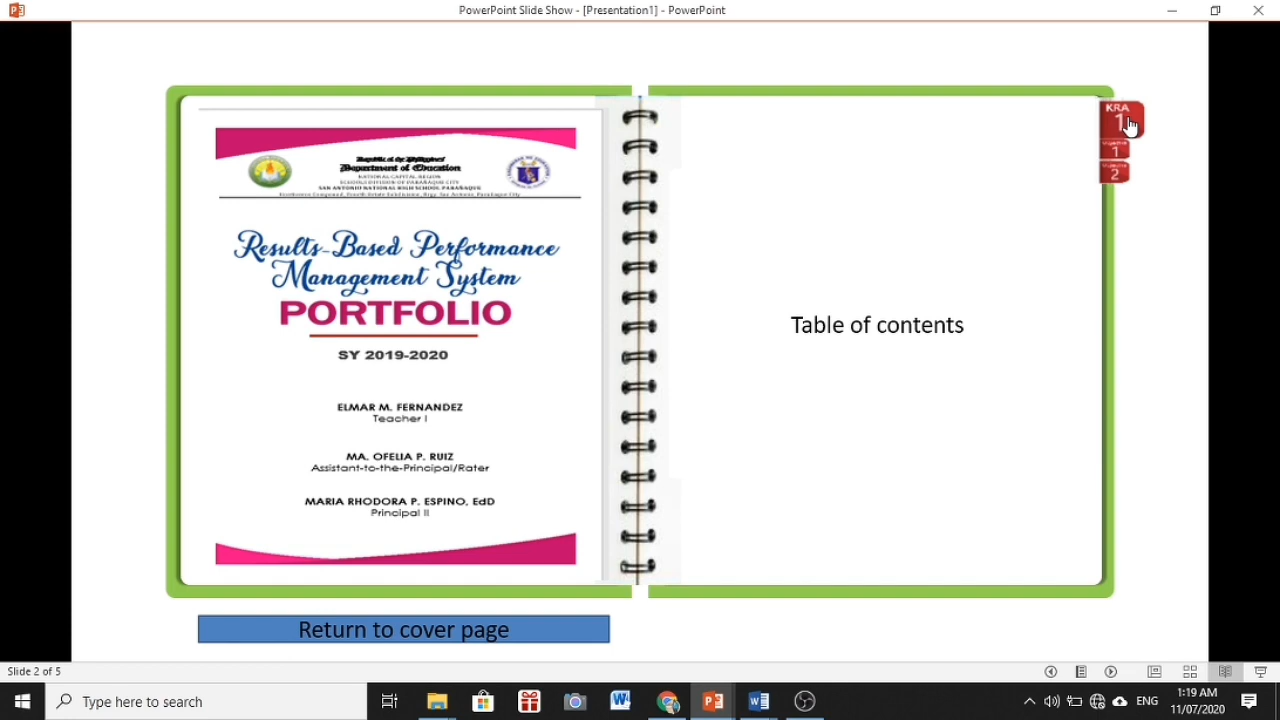 PowerPoint Slide Show - [Presentation1] - PowerPoint
Republic of the Philippines
Department of Education
NATIONAL CAPITAL REGION
SCHOOLS DIVISION OF PARAÑAQUE CITY
SAN ANTONIO NATIONAL HIGH SCHOOL PARAÑAQUE
Results-Based Performance
Management System
PORTFOLIO
SY 2019-2020
ELMAR M. FERNANDEZ
Teacher I
MA. OFELIA P. RUIZ
Assistant-to-the-Principal/Rater
MARIA RHODORA P. ESPINO, EdD
Principal II
Table of contents
KRA
1
Objective
1
Objective
2
Return to cover page
Slide 2 of 5
Type here to search
ENG
1:19 AM
11/07/2020